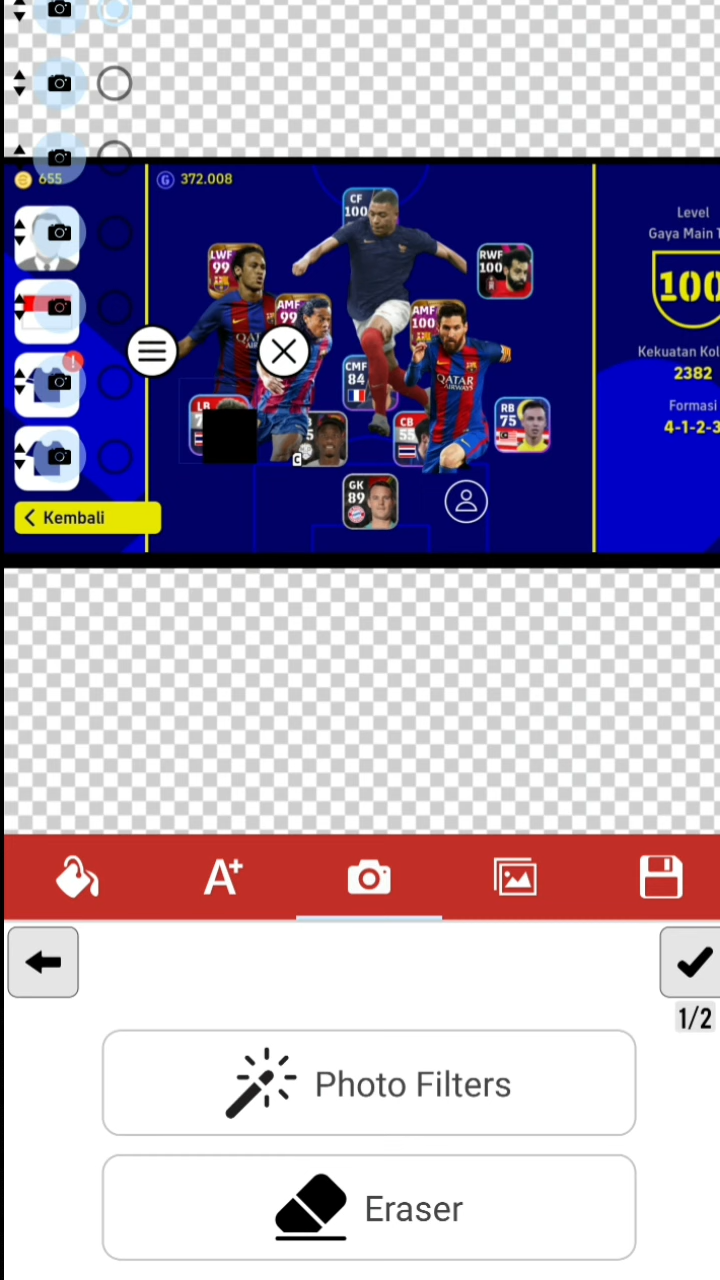 655
372.008
Level
CF
100
Gaya Main
LWF
99
RWF
100
AMF
99
AMF
100
100
Kekuatan Kol
2382
CMF
84
QATAR
AIRWAYS
Formasi
4-1-2-3
LB
CB
55
RB
75
C
GK
89
Kembali
A+
1/2
Photo Filters
Eraser